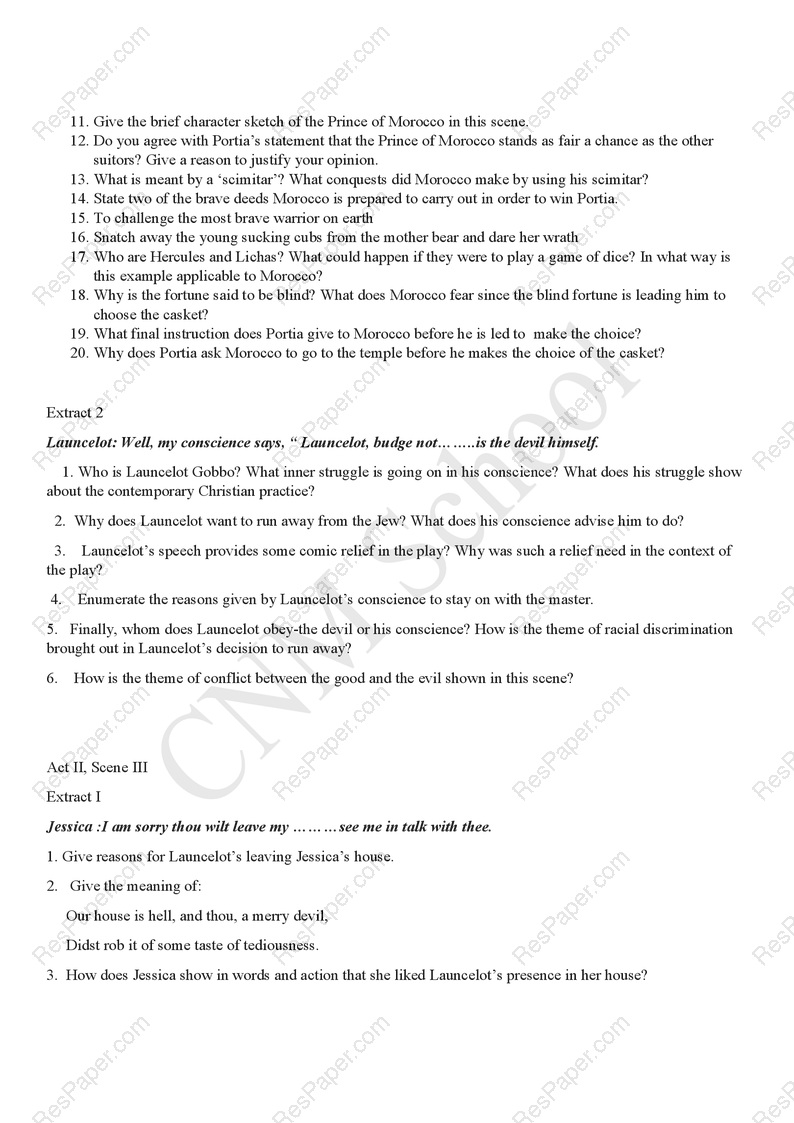 11. Give the brief character sketch of the Prince of Morocco in this scene.
12. Do you agree with Portia’s statement that the Prince of Morocco stands as fair a chance as the other
suitors? Give a reason to justify your opinion.
13. What is meant by a ‘scimitar’? What conquests did Morocco make by using his scimitar?
14. State two of the brave deeds Morocco is prepared to carry out in order to win Portia.
15. To challenge the most brave warrior on earth
16. Snatch away the young sucking cubs from the mother bear and dare her wrath
17. Who are Hercules and Lichas? What could happen if they were to play a game of dice? In what way is
this example applicable to Morocco?
18. Why is the fortune said to be blind? What does Morocco fear since the blind fortune is leading him to
choose the casket?
19. What final instruction does Portia give to Morocco before he is led to make the choice?
20. Why does Portia ask Morocco to go to the temple before he makes the choice of the casket?
Extract 2
Launcelot: Well, my conscience says, “ Launcelot, budge not……..is the devil himself.
1. Who is Launcelot Gobbo? What inner struggle is going on in his conscience? What does his struggle show
about the contemporary Christian practice?
2. Why does Launcelot want to run away from the Jew? What does his conscience advise him to do?
3. Launcelot’s speech provides some comic relief in the play? Why was such a relief need in the context of
the play?
4. Enumerate the reasons given by Launcelot’s conscience to stay on with the master.
5. Finally, whom does Launcelot obey-the devil or his conscience? How is the theme of racial discrimination
brought out in Launcelot’s decision to run away?
6. How is the theme of conflict between the good and the evil shown in this scene?
Act II, Scene III
Extract I
Jessica :I am sorry thou wilt leave my ………see me in talk with thee.
1. Give reasons for Launcelot’s leaving Jessica’s house.
2. Give the meaning of:
Our house is hell, and thou, a merry devil,
Didst rob it of some taste of tediousness.
3. How does Jessica show in words and action that she liked Launcelot’s presence in her house?
CNM School
ResPaper.com